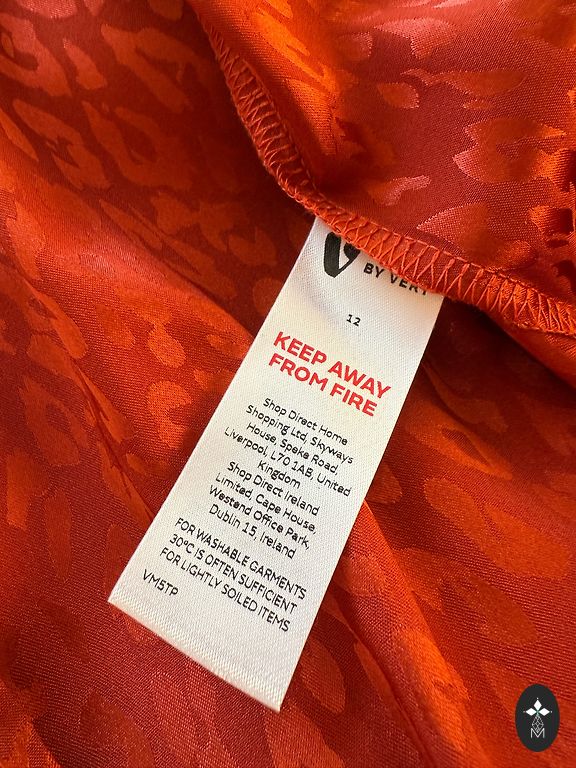 BY VERY
12
KEEP AWAY
FROM FIRE
Shop Direct Home
Shopping Ltd, Skyways
House, Speke Road,
Liverpool, L70 1AB, United
Kingdom
Shop Direct Ireland
Limited, Cape House,
Westend Office Park,
Dublin 15, Ireland
FOR WASHABLE GARMENTS
30°C IS OFTEN SUFFICIENT
FOR LIGHTLY SOILED ITEMS
VM5TP
M